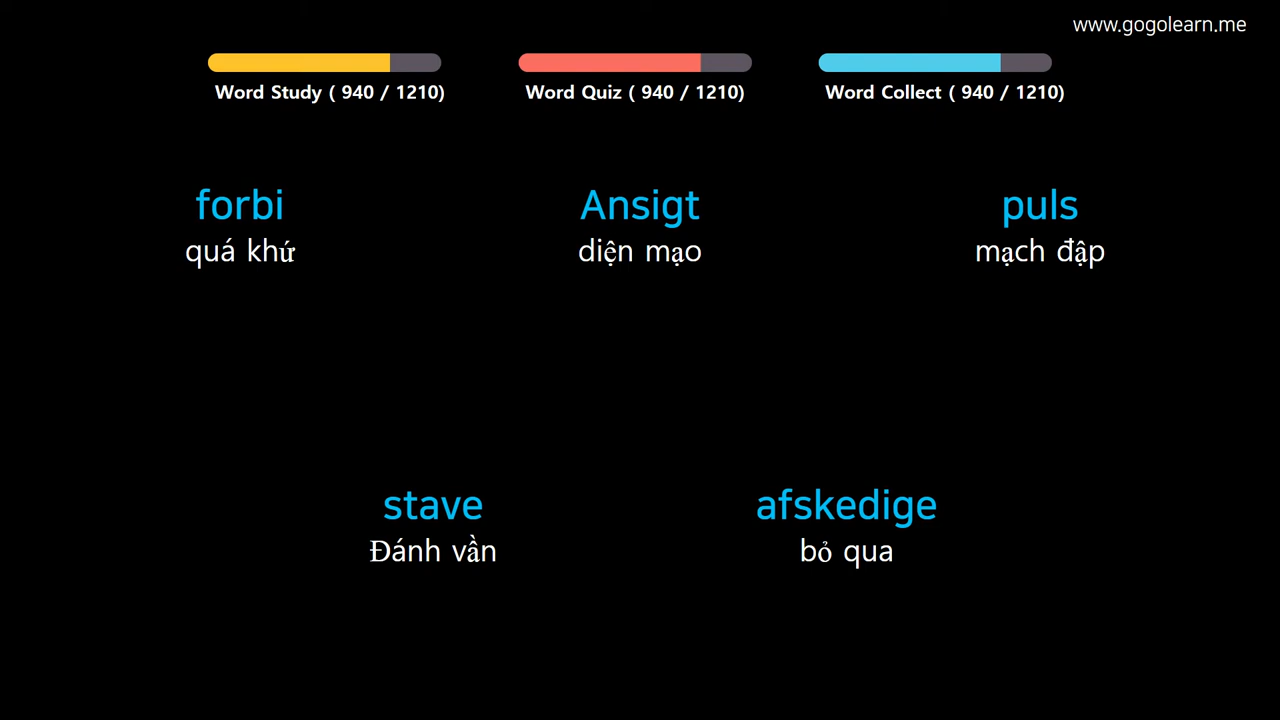 www.gogolearn.me
Word Study ( 940 / 1210)
Word Quiz ( 940 / 1210)
Word Collect ( 940 / 1210)
forbi
quá khứ
Ansigt
diện mạo
puls
mạch đập
stave
Đánh vần
afskedige
bỏ qua